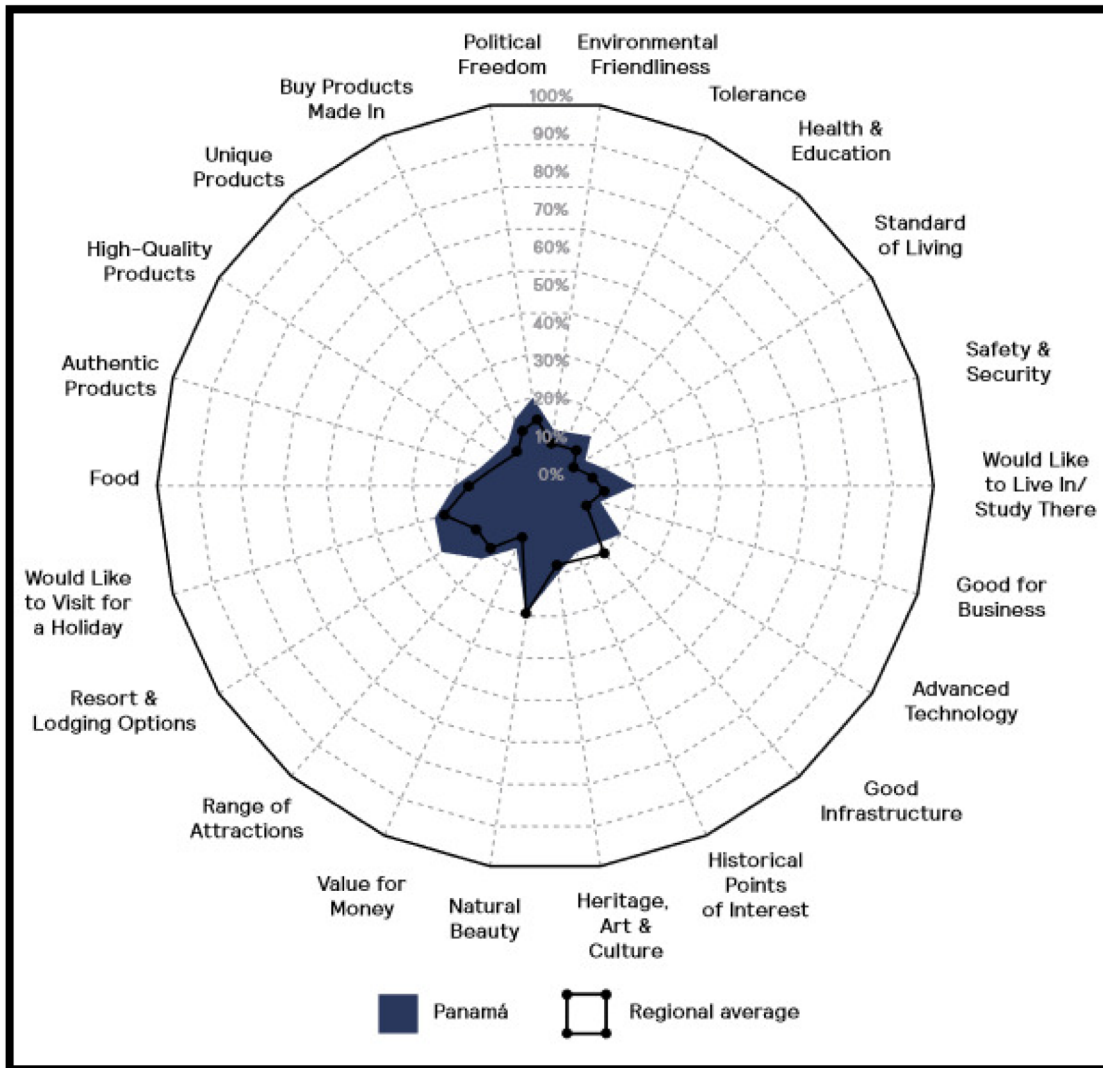 Political
Freedom
Environmental
Friendliness
Tolerance
Health &
Education
Standard
of Living
Safety &
Security
Would Like
to Live In/
Study There
Good for
Business
Advanced
Technology
Good
Infrastructure
Historical
Points
of Interest
Heritage,
Art &
Culture
Natural
Beauty
Value for
Money
Range of
Attractions
Resort &
Lodging Options
Would Like
to Visit for
a Holiday
Food
Authentic
Products
High-Quality
Products
Unique
Products
Buy Products
Made In
100%
90%
80%
70%
60%
50%
40%
30%
20%
10%
0%
Panamá
Regional average